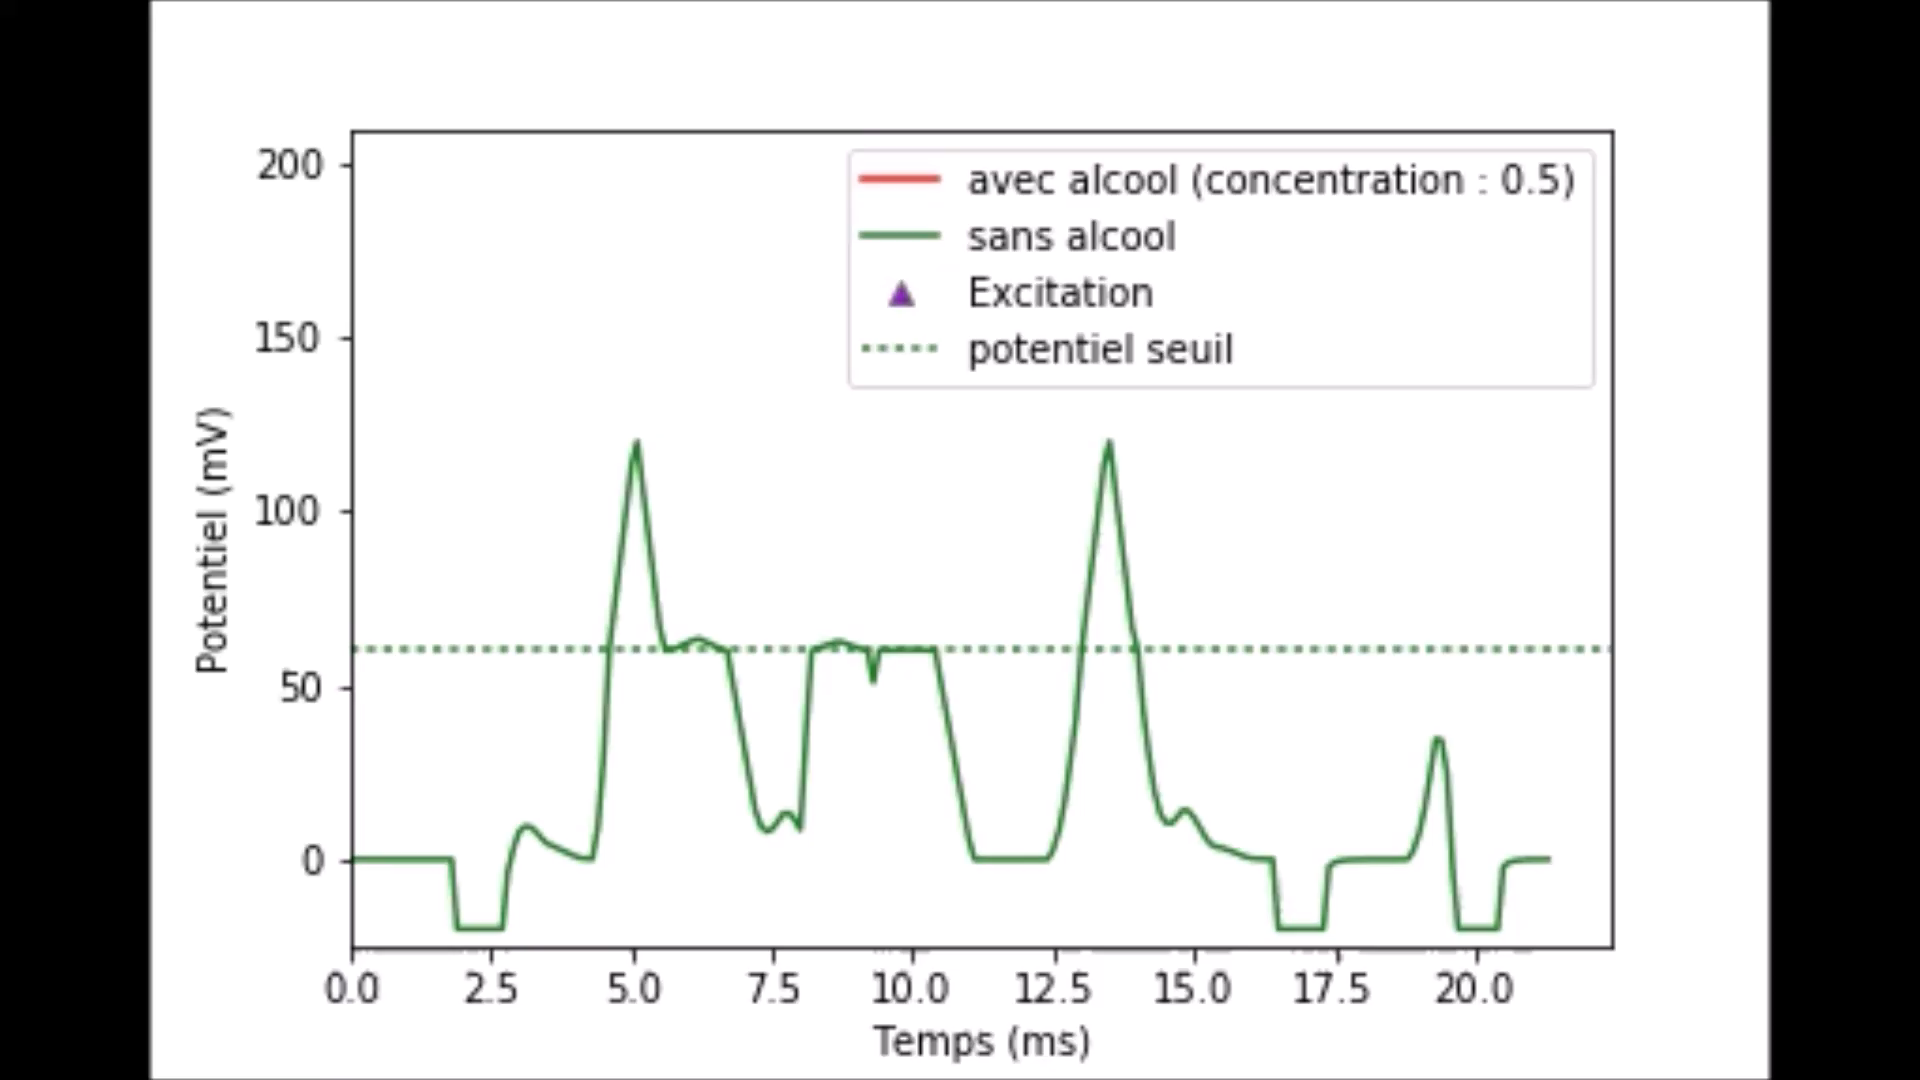 200
avec alcool (concentration : 0.5)
sans alcool
Excitation
potentiel seuil
150
100
50
0
Potentiel (mV)
0.0 2.5 5.0 7.5 10.0 12.5 15.0 17.5 20.0
Temps (ms)